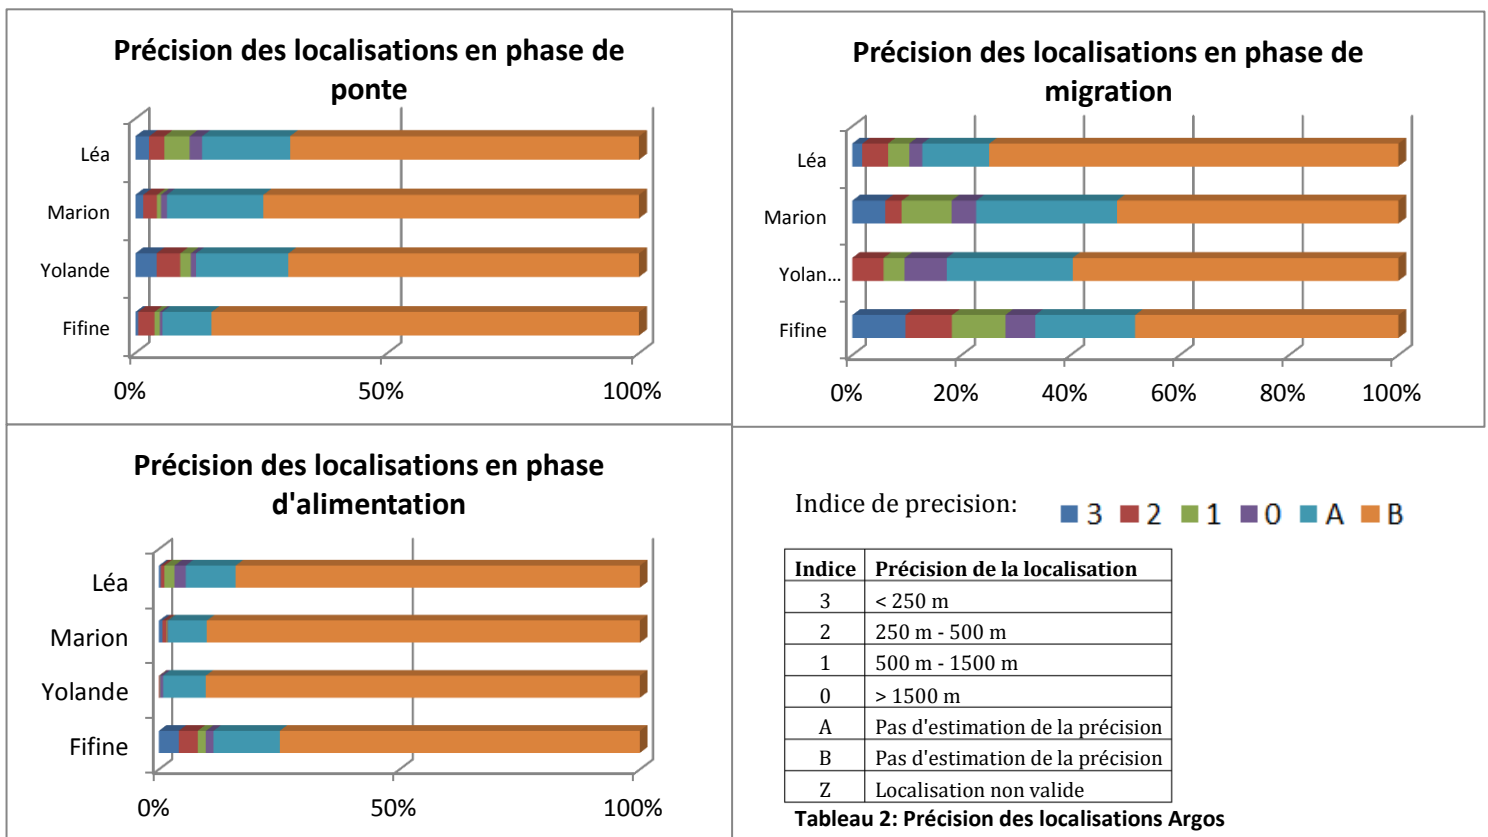 Précision des localisations en phase de
ponte
Léa
Marion
Yolande
Fifine
0% 50% 100%
Précision des localisations en phase de
migration
Léa
Marion
Yolan...
Fifine
0% 20% 40% 60% 80% 100%
Précision des localisations en phase
d'alimentation
Léa
Marion
Yolande
Fifine
0% 50% 100%
Indice de precision: 3 2 1 0 A B
Indice Précision de la localisation
3 < 250 m
2 250 m - 500 m
1 500 m - 1500 m
0 > 1500 m
A Pas d'estimation de la précision
B Pas d'estimation de la précision
Z Localisation non valide
Tableau 2: Précision des localisations Argos